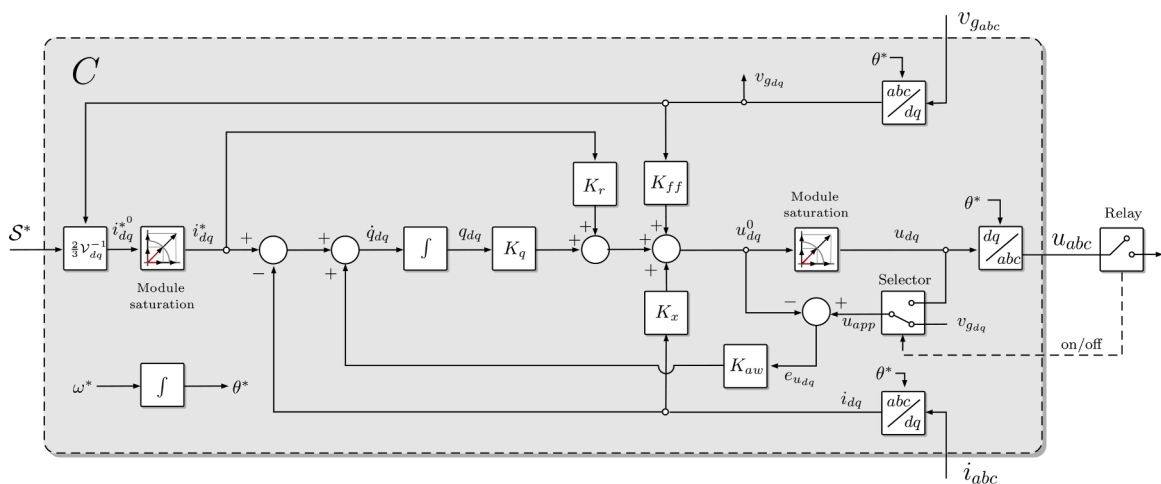 v_{g_{abc}}
C
θ*
v_{g_{dq}}
abc/dq
K_r
K_{ff}
Module
saturation
θ*
Relay
S*
2/3 V_{dq}^{-1}
i_{dq}^{*0}
i_{dq}^{*}
+
+
q̇_{dq}
∫
q_{dq}
K_q
+
+
+
+
u_{dq}^{0}
u_{dq}
dq/abc
u_{abc}
−
+
+
Module
saturation
K_x
Selector
−
+
u_{app}
v_{g_{dq}}
on/off
K_{aw}
e_{u_{dq}}
ω*
∫
θ*
θ*
i_{dq}
abc/dq
i_{abc}